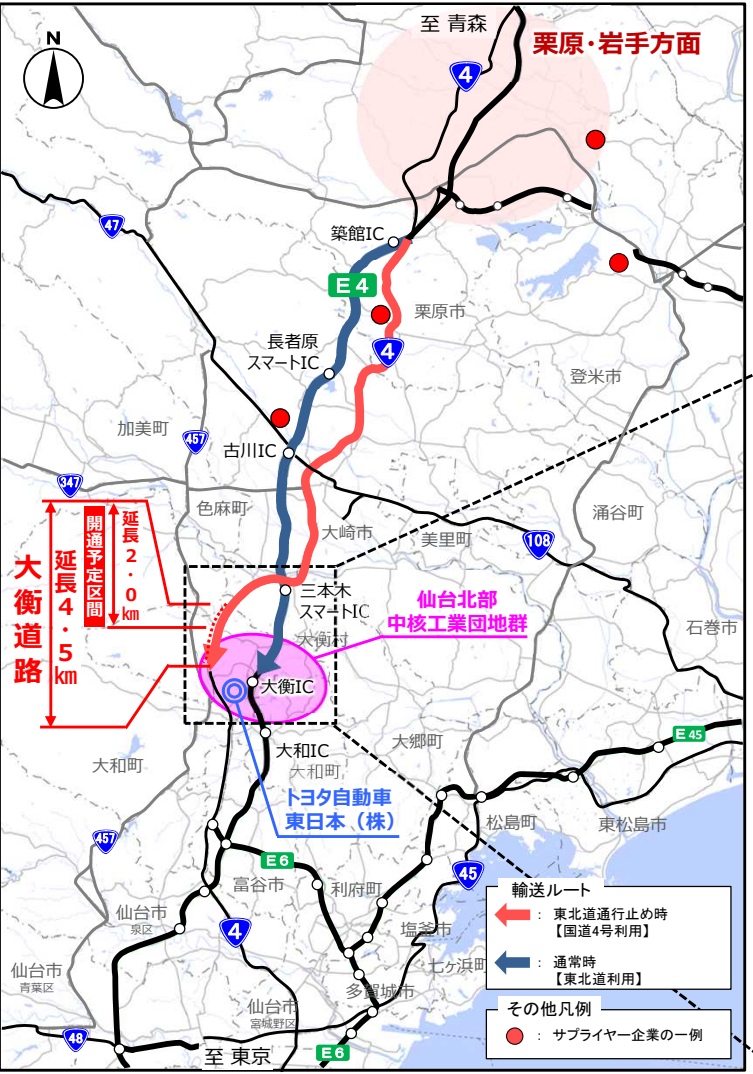 至 青森
栗原・岩手方面
N
4
47
築館IC
E4
栗原市
長者原
スマートIC
4
登米市
加美町
457
古川IC
347
色麻町
涌谷町
大崎市
美里町
108
大衡道路
延長4.5km
開通予定区間
延長2.0km
三本木
スマートIC
仙台北部
中核工業団地群
大衡村
石巻市
大衡IC
大和IC
大郷町
E45
大和町
大和町
トヨタ自動車
東日本（株）
松島町
東松島市
457
E6
富谷市
利府町
45
仙台市
泉区
4
塩釜市
仙台市
青葉区
七ヶ浜町
多賀城市
仙台市
宮城野区
48
至 東京
E6
輸送ルート
： 東北道通行止め時
【国道4号利用】
： 通常時
【東北道利用】
その他凡例
： サプライヤー企業の一例